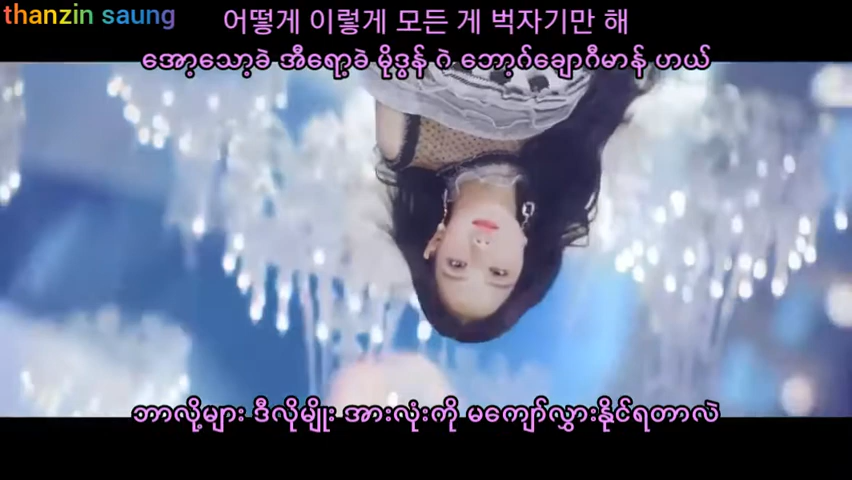 thanzin saung
어떻게 이렇게 모든 게 벅자기만 해
အော့သော့ခဲ အီရော့ခဲ မိုဒွန် ဂဲ ဘော့ဂ်ချောဂီမာန် ဟယ်
ဘာလို့များ ဒီလိုမျိုး အားလုံးကို မကျော်လွှားနိုင်ရတာလဲ